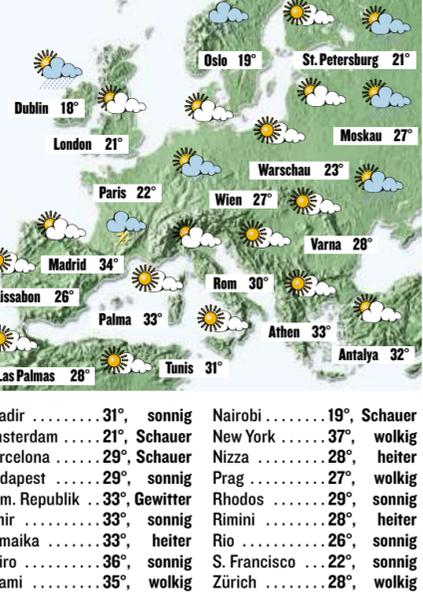 Oslo 19°
St. Petersburg 21°
Dublin 18°
London 21°
Moskau 27°
Warschau 23°
Paris 22°
Wien 27°
Varna 28°
Madrid 34°
Rom 30°
issabon 26°
Palma 33°
Athen 33°
Antalya 32°
Tunis 31°
Las Palmas 28°
adir ......... 31°, sonnig
nsterdam ..... 21°, Schauer
rcelona ...... 29°, Schauer
dapest ....... 29°, sonnig
m. Republik .. 33°, Gewitter
nir .......... 33°, sonnig
maika ........ 33°, heiter
iro .......... 36°, sonnig
ami .......... 35°, wolkig
Nairobi ........ 19°, Schauer
New York ...... 37°, wolkig
Nizza ......... 28°, heiter
Prag .......... 27°, wolkig
Rhodos ....... 29°, sonnig
Rimini ........ 28°, heiter
Rio ........... 26°, sonnig
S. Francisco ... 22°, sonnig
Zürich ........ 28°, wolkig